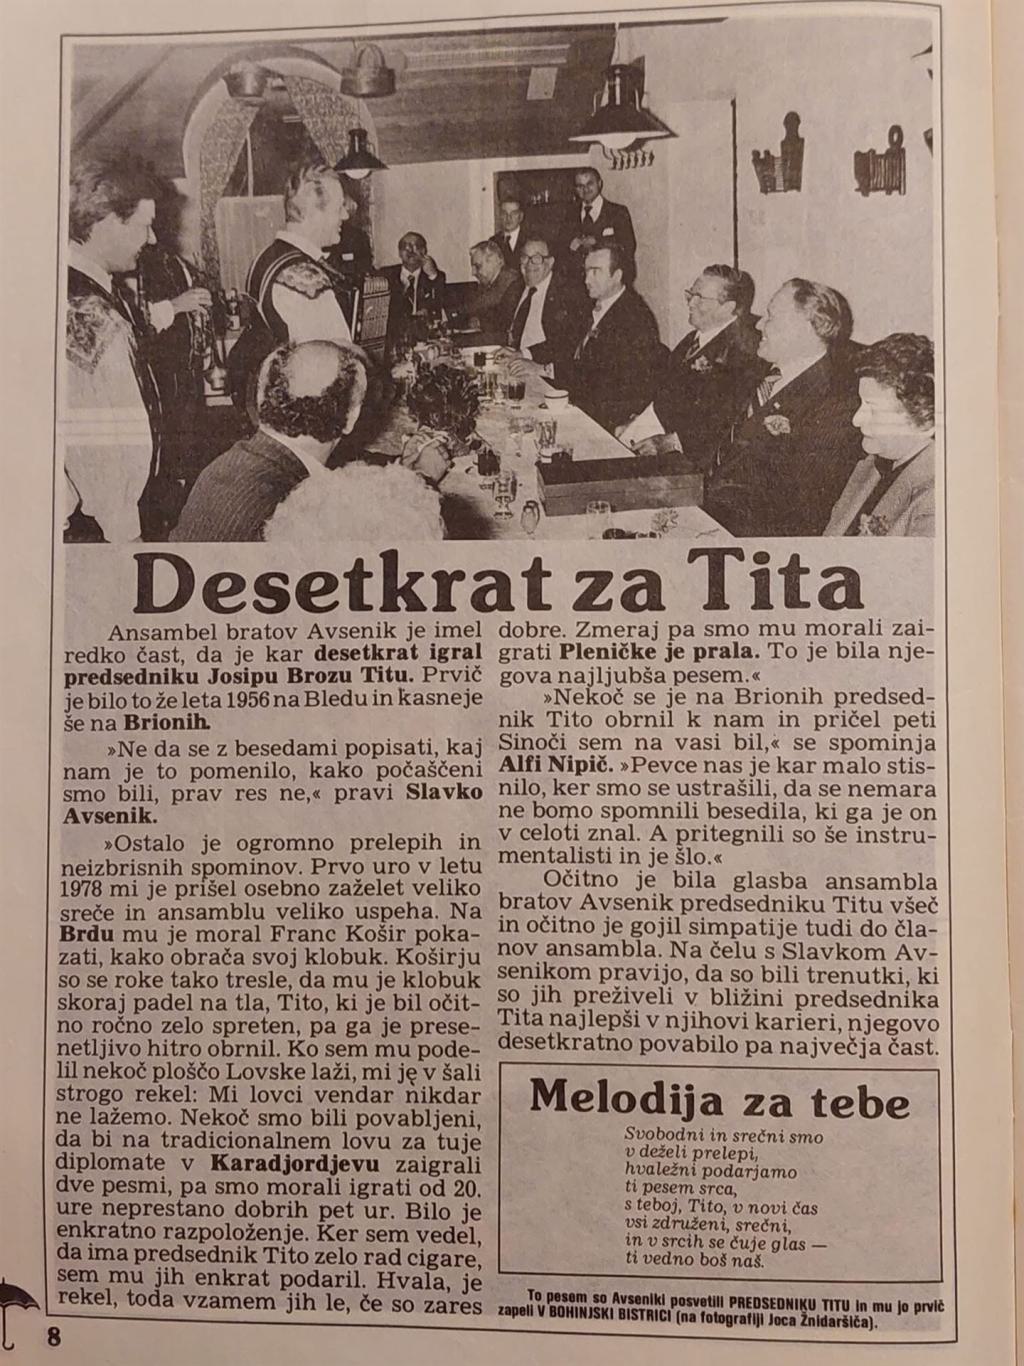 Desetkrat za Tita
Ansambel bratov Avsenik je imel
redko čast, da je kar desetkrat igral
predsedniku Josipu Brozu Titu. Prvič
je bilo to že leta 1956 na Bledu in kasneje
še na Brionih.
»Ne da se z besedami popisati, kaj
nam je to pomenilo, kako počaščeni
smo bili, prav res ne,« pravi Slavko
Avsenik.
»Ostalo je ogromno prelepih in
neizbrisnih spominov. Prvo uro v letu
1978 mi je prišel osebno zaželet veliko
sreče in ansamblu veliko uspeha. Na
Brdu mu je moral Franc Košir poka-
zati, kako obrača svoj klobuk. Koširju
so se roke tako tresle, da mu je klobuk
skoraj padel na tla, Tito, ki je bil očit-
no ročno zelo spreten, pa ga je prese-
netljivo hitro obrnil. Ko sem mu pode-
lil nekoč ploščo Lovske laži, mi je v šali
strogo rekel: Mi lovci vendar nikdar
ne lažemo. Nekoč smo bili povabljeni,
da bi na tradicionalnem lovu za tuje
diplomate v Karadjordjevu zaigrali
dve pesmi, pa smo morali igrati od 20.
ure neprestano dobrih pet ur. Bilo je
enkratno razpoloženje. Ker sem vedel,
da ima predsednik Tito zelo rad cigare,
sem mu jih enkrat podaril. Hvala, je
rekel, toda vzamem jih le, če so zares
dobre. Zmeraj pa smo mu morali zai-
grati Pleničke je prala. To je bila nje-
gova najljubša pesem.«
»Nekoč se je na Brionih predsed-
nik Tito obrnil k nam in pričel peti
Sinoči sem na vasi bil,« se spominja
Alfi Nipič. »Pevce nas je kar malo stis-
nilo, ker smo se ustrašili, da se nemara
ne bomo spomnili besedila, ki ga je on
v celoti znal. A pritegnili so še instru-
mentalisti in je šlo.«
Očitno je bila glasba ansambla
bratov Avsenik predsedniku Titu všeč
in očitno je gojil simpatije tudi do čla-
nov ansambla. Na čelu s Slavkom Av-
senikom pravijo, da so bili trenutki, ki
so jih preživeli v bližini predsednika
Tita najlepši v njihovi karieri, njegovo
desetkratno povabilo pa največja čast.
Melodija za tebe
Svobodni in srečni smo
v deželi prelepi,
hvaležni podarjamo
ti pesem srca,
s teboj, Tito, v novi čas
vsi združeni, srečni,
in v srcih se čuje glas —
ti vedno boš naš.
To pesem so Avseniki posvetili PREDSEDNIKU TITU in mu jo prvič
zapeli V BOHINJSKI BISTRICI (na fotografiji Joca Žnidaršiča).
8